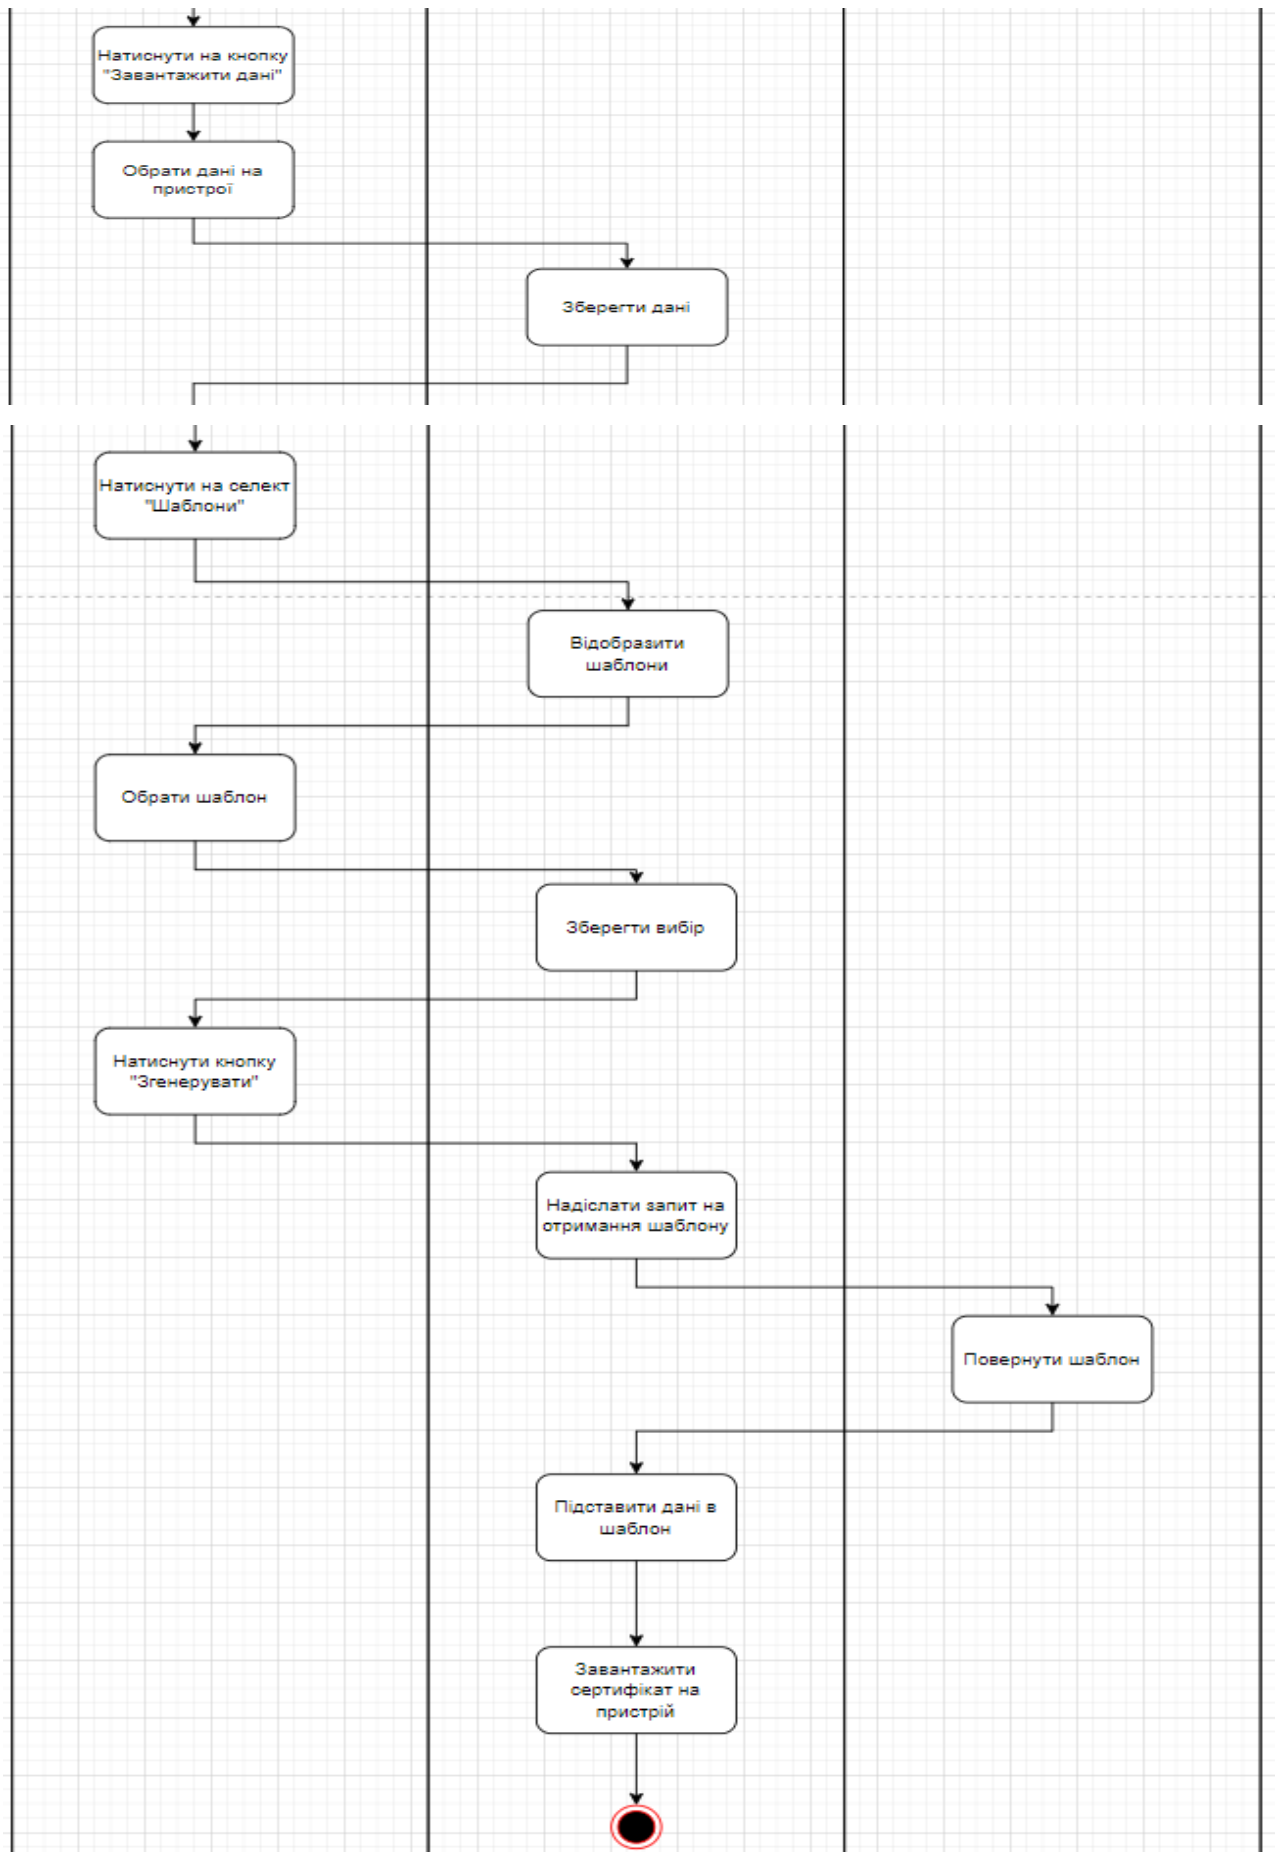 Натиснути на кнопку
"Завантажити дані"
Обрати дані на
пристрої
Зберегти дані
Натиснути на селект
"Шаблони"
Відобразити
шаблони
Обрати шаблон
Зберегти вибір
Натиснути кнопку
"Згенерувати"
Надіслати запит на
отримання шаблону
Повернути шаблон
Підставити дані в
шаблон
Завантажити
сертифікат на
пристрій